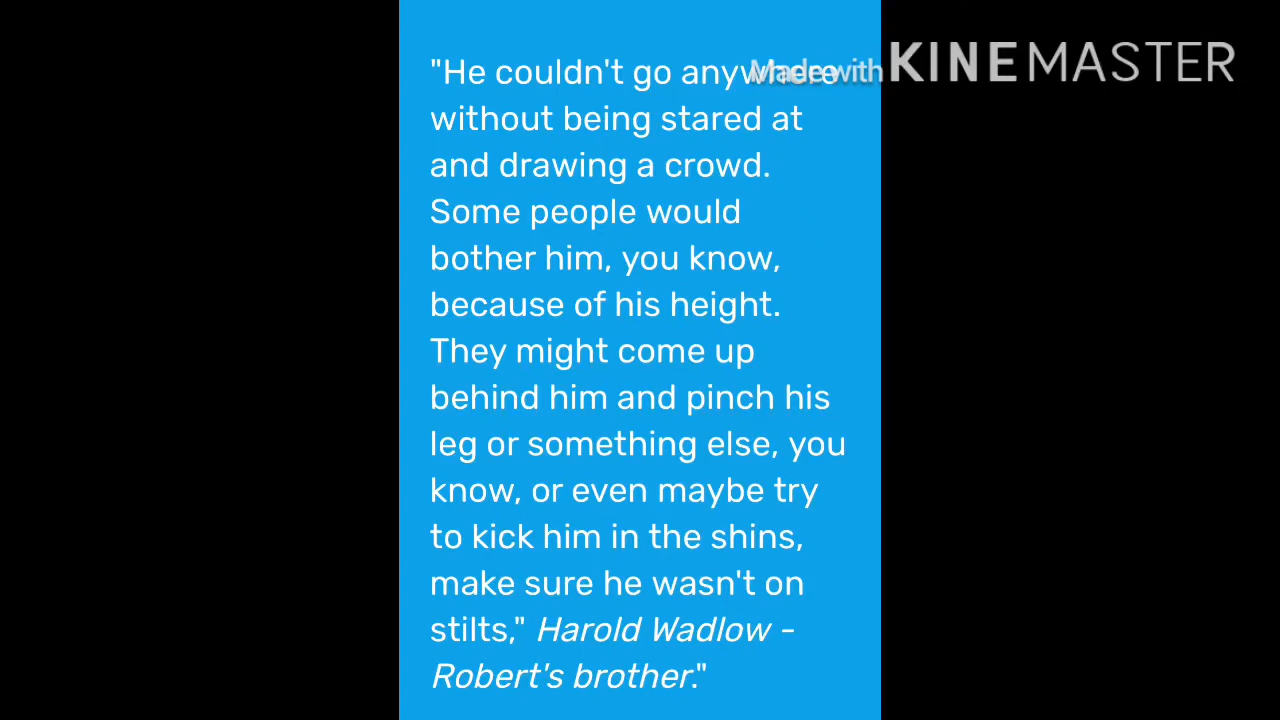 "He couldn't go anywhere
without being stared at
and drawing a crowd.
Some people would
bother him, you know,
because of his height.
They might come up
behind him and pinch his
leg or something else, you
know, or even maybe try
to kick him in the shins,
make sure he wasn't on
stilts," Harold Wadlow -
Robert's brother."
Made with KINEMASTER